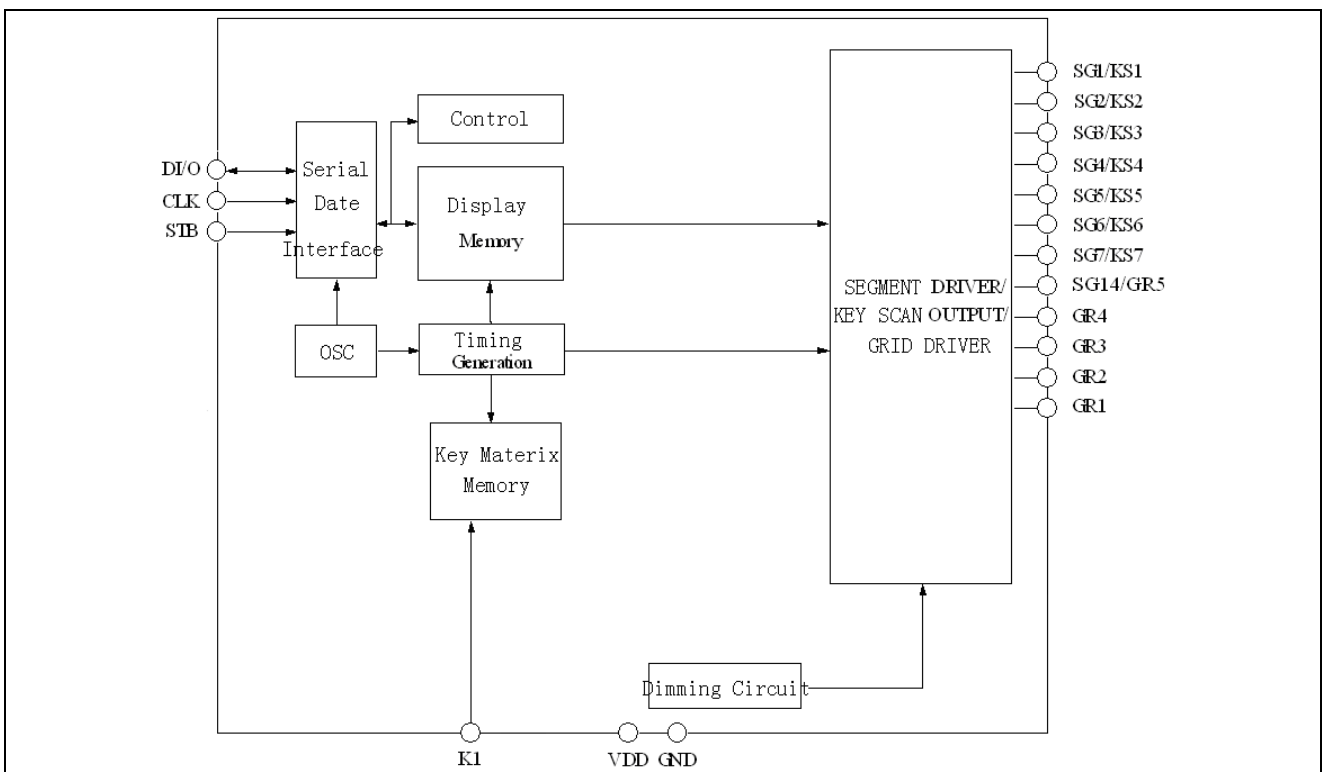 Control
DI/O
CLK
STB
Serial
Date
Interface
Display
Memory
OSC
Timing
Generation
Key Materix
Memory
SEGMENT DRIVER/
KEY SCAN OUTPUT/
GRID DRIVER
Dimming Circuit
SG1/KS1
SG2/KS2
SG3/KS3
SG4/KS4
SG5/KS5
SG6/KS6
SG7/KS7
SG14/GR5
GR4
GR3
GR2
GR1
K1
VDD
GND